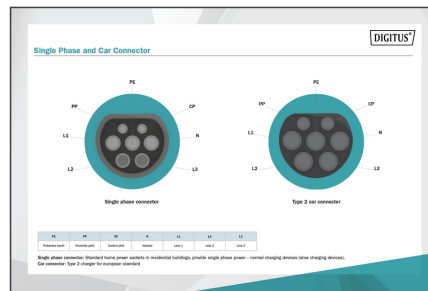 DIGITUS®
Single Phase and Car Connector
PE
PP
CP
L1
N
L2
L3
Single phase connector
PE
PP
CP
L1
N
L2
L3
Type 2 car connector
PE PP CP N L1 L2 L3
Protective earth Proximity pilot Control pilot Neutral Line 1 Line 2 Line 3
Single phase connector: Standard home power sockets in residential buildings, provide single phase power – normal charging devices (slow charging devices).
Car connector: Type 2 charger for european standard